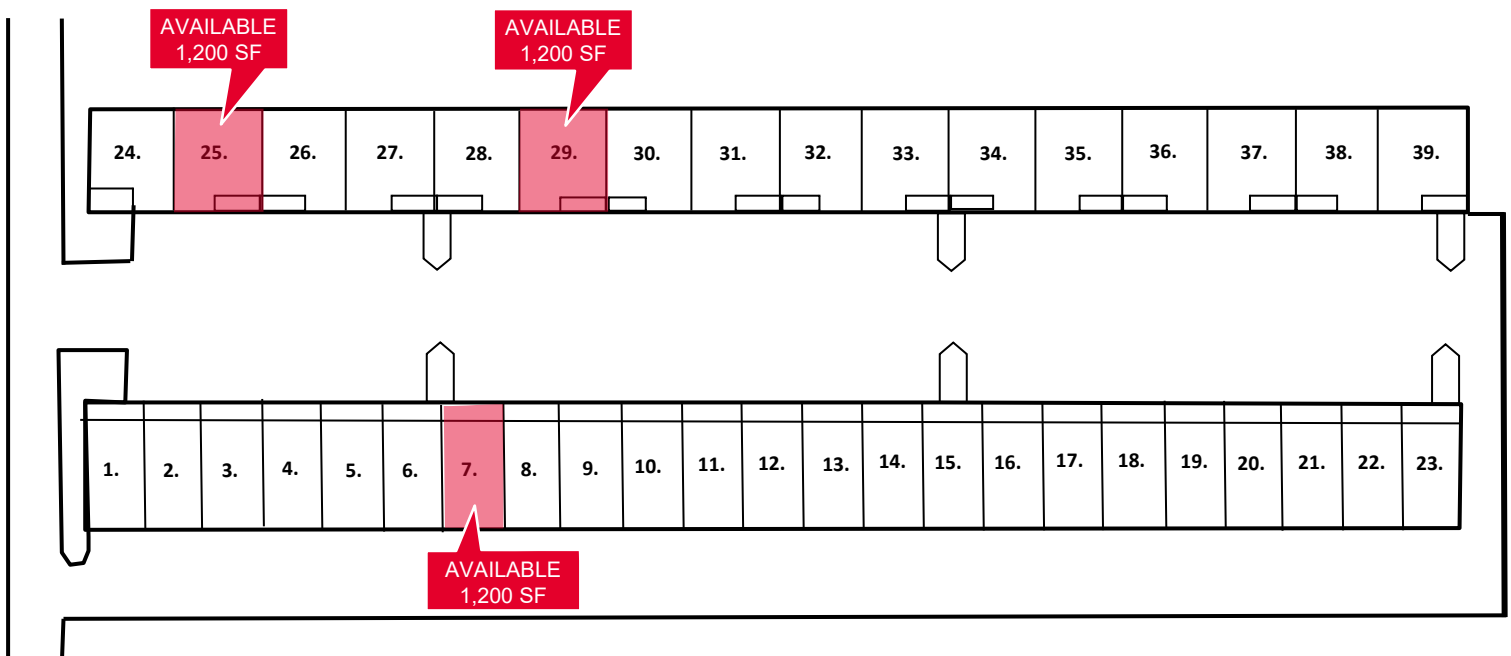 AVAILABLE
1,200 SF
AVAILABLE
1,200 SF
24. 25. 26. 27. 28. 29. 30. 31. 32. 33. 34. 35. 36. 37. 38. 39.
1. 2. 3. 4. 5. 6. 7. 8. 9. 10. 11. 12. 13. 14. 15. 16. 17. 18. 19. 20. 21. 22. 23.
AVAILABLE
1,200 SF